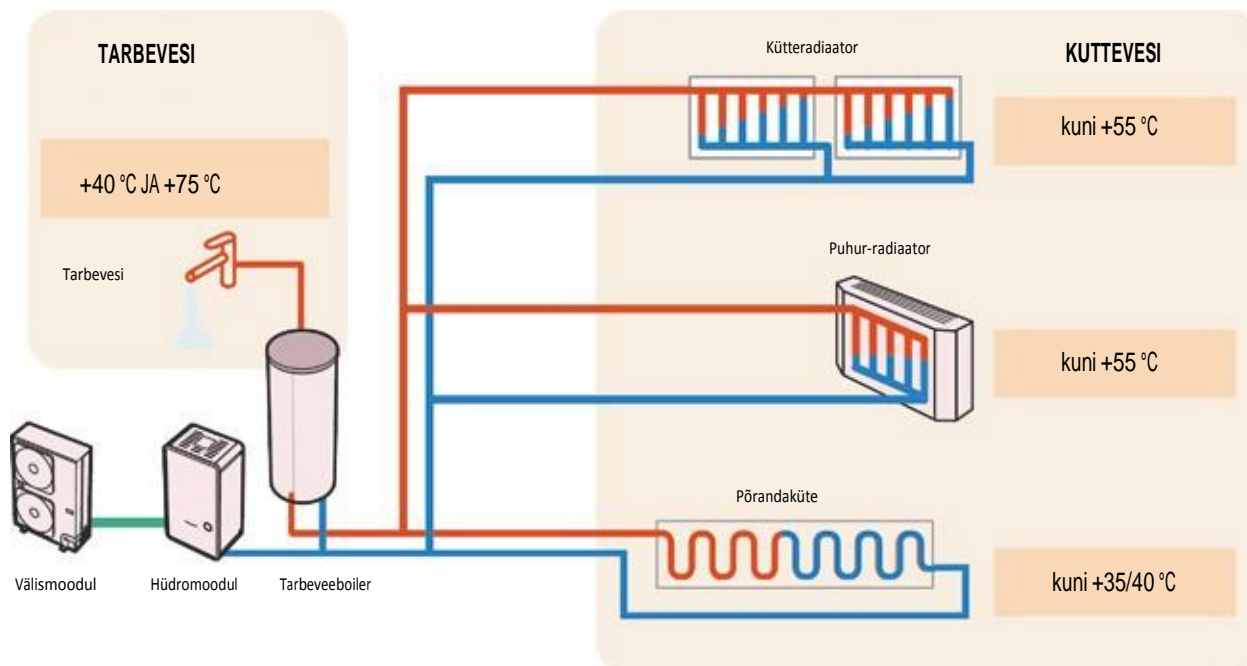 TARBEVESI
+40 °C JA +75 °C
Tarbevesi
Välismoodul
Hüdromoodul
Tarbeveeboiler
Kütteradiaator
KUTTEVESI
kuni +55 °C
Puhur-radiaator
kuni +55 °C
Põrandaküte
kuni +35/40 °C